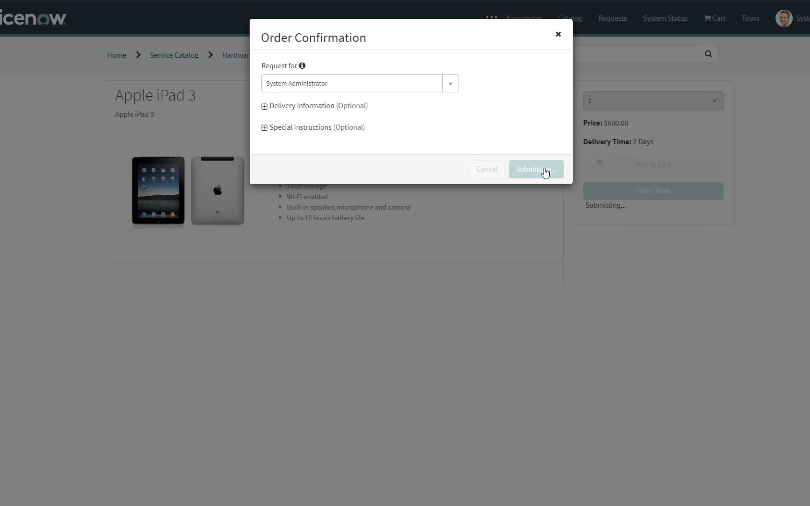 icenow.
Knowledge Catalog Requests System Status Cart Tours Syst
Home Service Catalog Hardwar
Order Confirmation
Request for
System Administrator
Delivery Information (Optional)
Special instructions (Optional)
Cancel
Submitting...
Apple iPad 3
Apple iPad 3
Dual storage
Wi-Fi enabled
Built in speaker, microphone and camera
Up to 10 hours battery life
1
Price: $600.00
Delivery Time: 2 Days
Add to Cart
Order Now
Submitting...